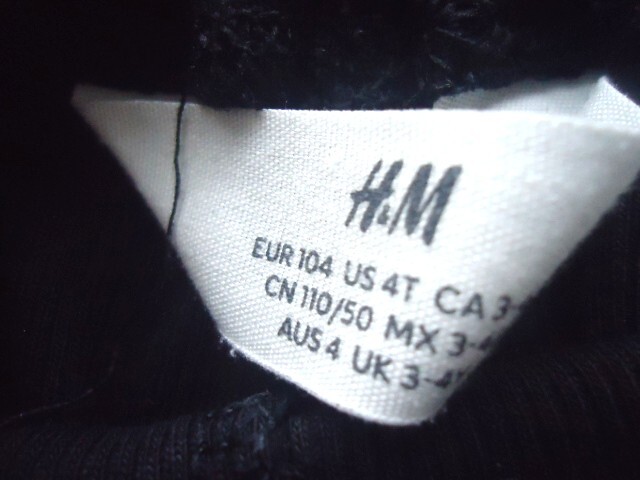 H&M
EUR 104 US 4T CA 3-
CN 110/50 MX 3-4
AUS 4 UK 3-4Y